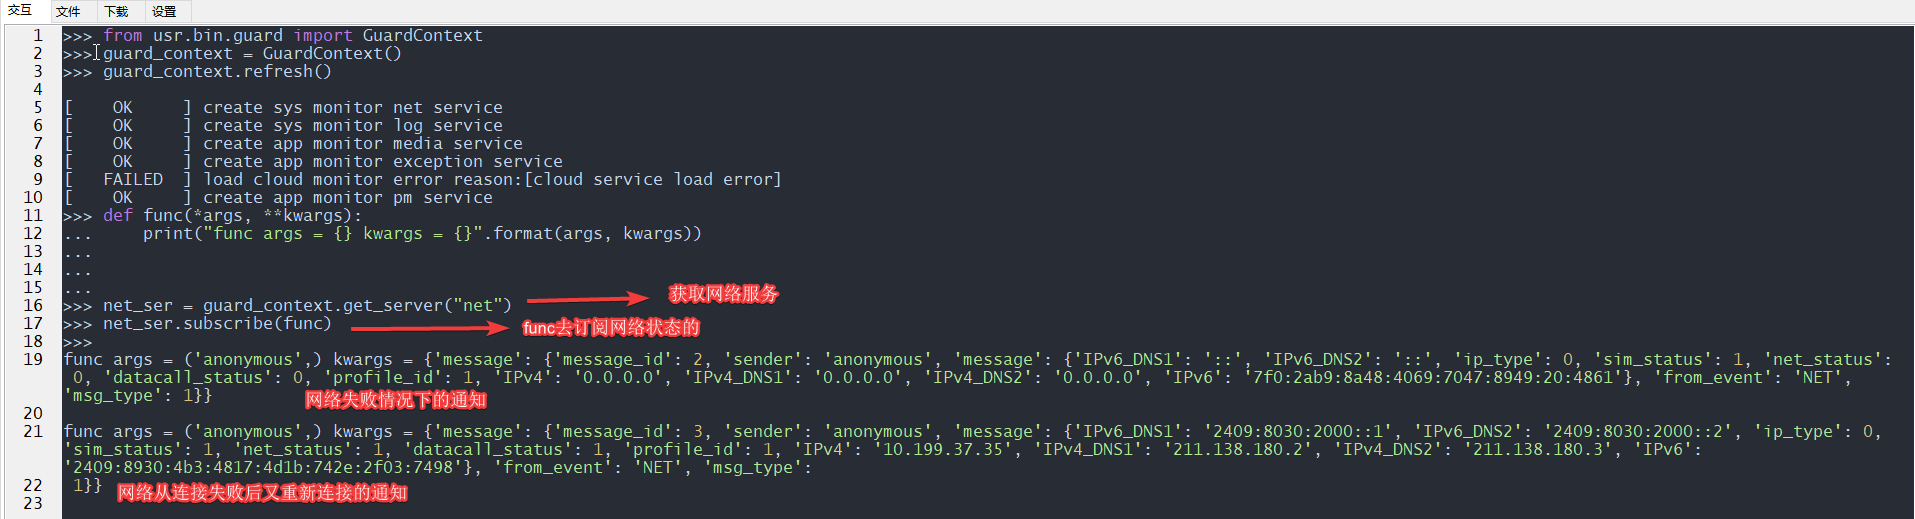 交互 文件 下载 设置
1 >>> from usr.bin.guard import GuardContext
2 >>> guard_context = GuardContext()
3 >>> guard_context.refresh()
4
5 [    OK     ] create sys monitor net service
6 [    OK     ] create sys monitor log service
7 [    OK     ] create app monitor media service
8 [    OK     ] create app monitor exception service
9 [   FAILED  ] load cloud monitor error reason:[cloud service load error]
10 [    OK     ] create app monitor pm service
11 >>> def func(*args, **kwargs):
12 ...     print("func args = {} kwargs = {}".format(args, kwargs))
13 ...
14 ...
15 ...
16 >>> net_ser = guard_context.get_server("net") 获取网络服务
17 >>> net_ser.subscribe(func) func去订阅网络状态的
18 >>>
19 func args = ('anonymous',) kwargs = {'message': {'message_id': 2, 'sender': 'anonymous', 'message': {'IPv6_DNS1': '::', 'IPv6_DNS2': '::', 'ip_type': 0, 'sim_status': 1, 'net_status':
0, 'datacall_status': 0, 'profile_id': 1, 'IPv4': '0.0.0.0', 'IPv4_DNS1': '0.0.0.0', 'IPv4_DNS2': '0.0.0.0', 'IPv6': '7f0:2ab9:8a48:4069:7047:8949:20:4861'}, 'from_event': 'NET',
'msg_type': 1}} 网络失败情况下的通知
20
21 func args = ('anonymous',) kwargs = {'message': {'message_id': 3, 'sender': 'anonymous', 'message': {'IPv6_DNS1': '2409:8030:2000::1', 'IPv6_DNS2': '2409:8030:2000::2', 'ip_type': 0,
'sim_status': 1, 'net_status': 1, 'datacall_status': 1, 'profile_id': 1, 'IPv4': '10.199.37.35', 'IPv4_DNS1': '211.138.180.2', 'IPv4_DNS2': '211.138.180.3', 'IPv6':
'2409:8930:4b3:4817:4d1b:742e:2f03:7498'}, 'from_event': 'NET', 'msg_type':
22 1}} 网络从连接失败后又重新连接的通知
23